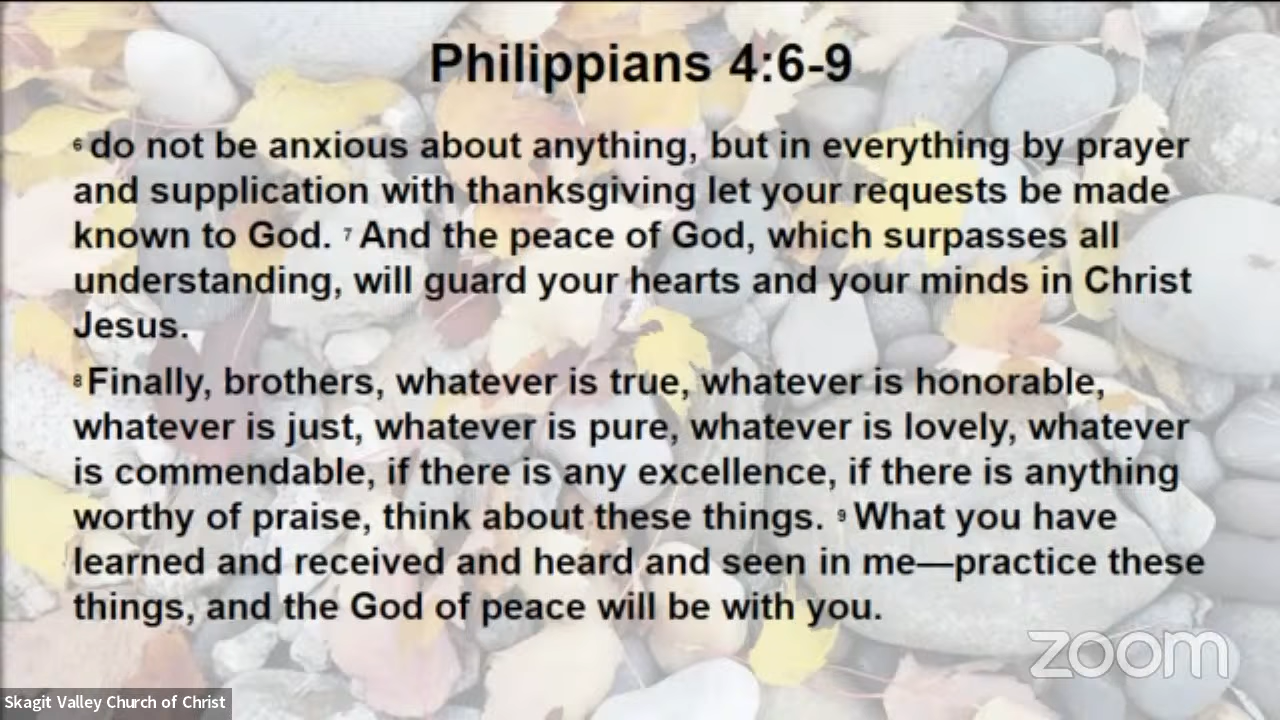 Philippians 4:6-9
6 do not be anxious about anything, but in everything by prayer
and supplication with thanksgiving let your requests be made
known to God. 7 And the peace of God, which surpasses all
understanding, will guard your hearts and your minds in Christ
Jesus.
8 Finally, brothers, whatever is true, whatever is honorable,
whatever is just, whatever is pure, whatever is lovely, whatever
is commendable, if there is any excellence, if there is anything
worthy of praise, think about these things. 9 What you have
learned and received and heard and seen in me—practice these
things, and the God of peace will be with you.
zoom
Skagit Valley Church of Christ